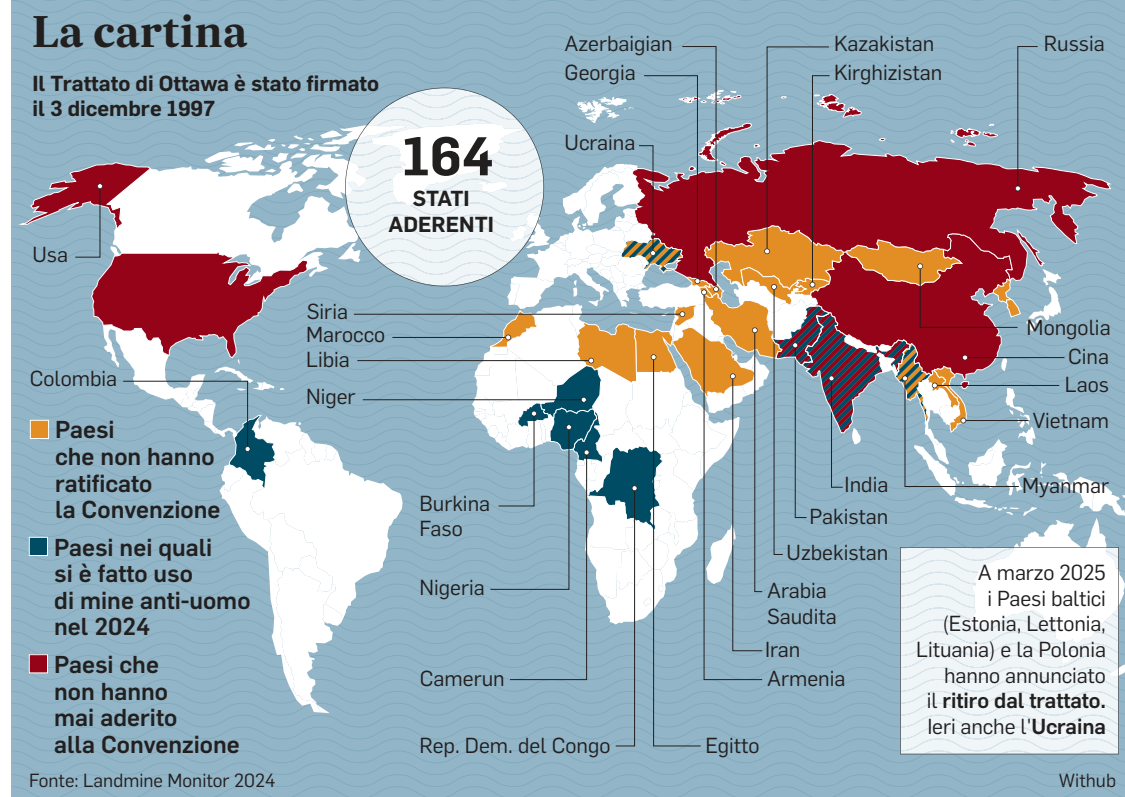 La cartina
Il Trattato di Ottawa è stato firmato
il 3 dicembre 1997
164
STATI
ADERENTI
Azerbaigian
Georgia
Ucraina
Kazakistan
Kirghizistan
Russia
Usa
Siria
Marocco
Libia
Niger
Colombia
Mongolia
Cina
Laos
Vietnam
Myanmar
India
Pakistan
Uzbekistan
Arabia
Saudita
Iran
Armenia
Burkina
Faso
Nigeria
Camerun
Rep. Dem. del Congo
Egitto
Paesi
che non hanno
ratificato
la Convenzione
Paesi nei quali
si è fatto uso
di mine anti-uomo
nel 2024
Paesi che
non hanno
mai aderito
alla Convenzione
A marzo 2025
i Paesi baltici
(Estonia, Lettonia,
Lituania) e la Polonia
hanno annunciato
il ritiro dal trattato.
Ieri anche l'Ucraina
Fonte: Landmine Monitor 2024
Withub